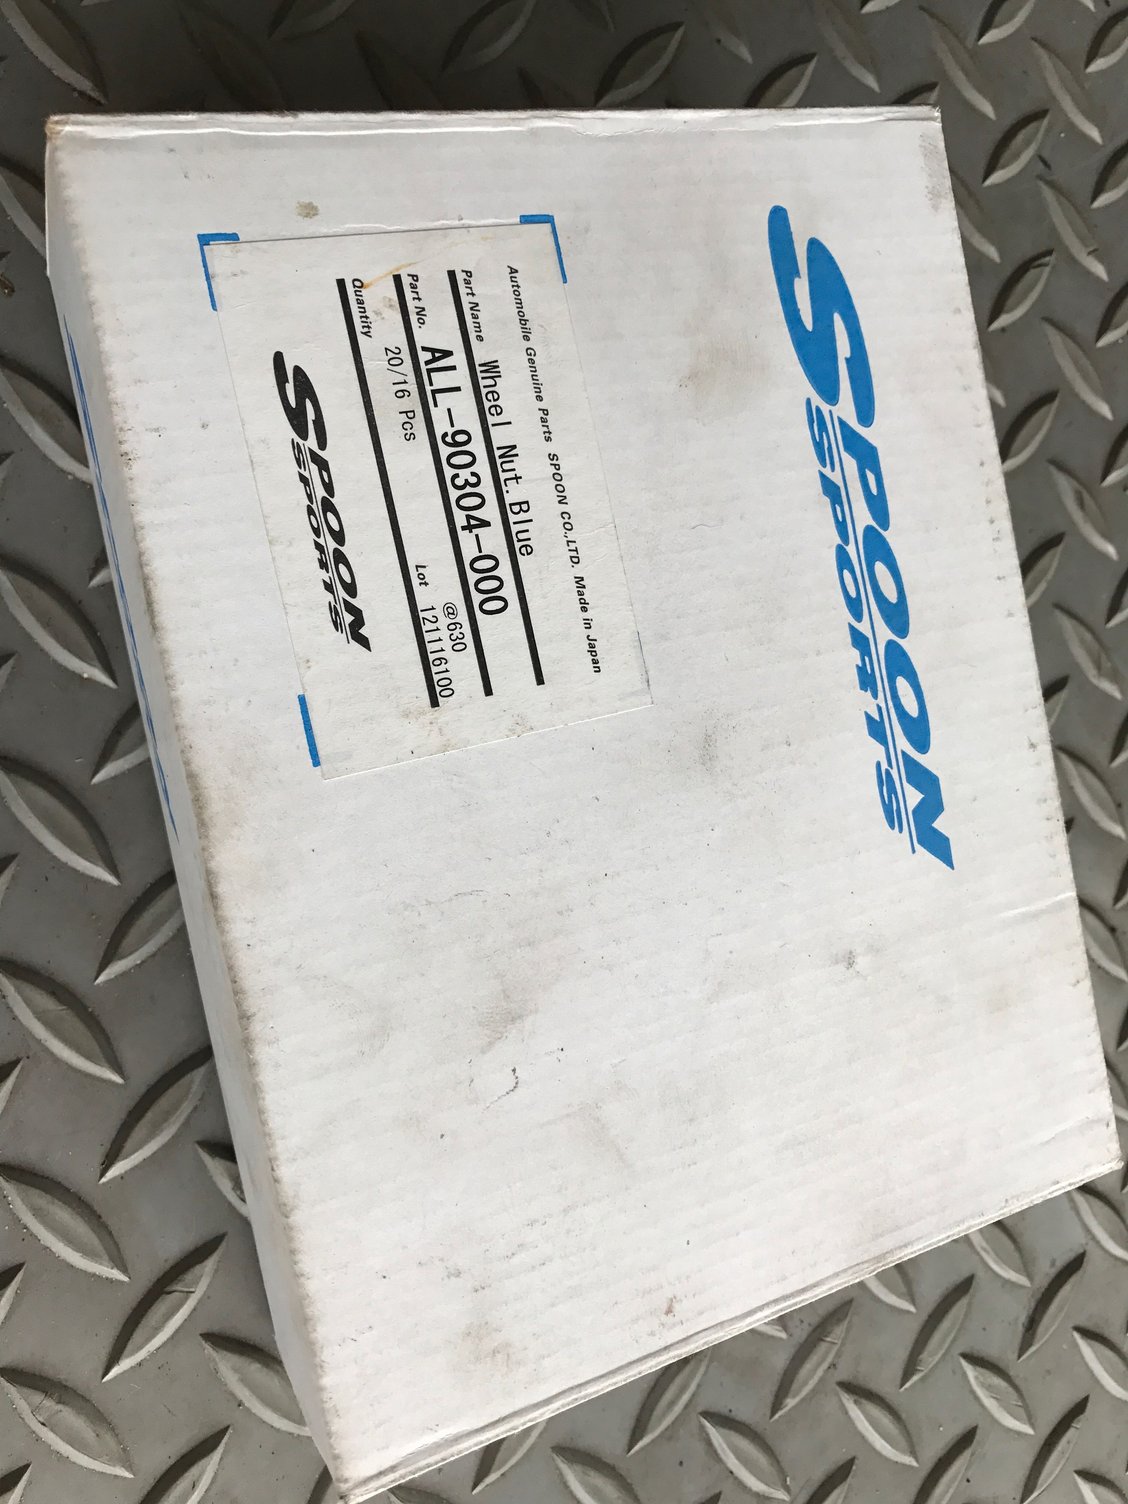 SPOON
SPORTS
Automobile Genuine Parts SPOON CO.,LTD. Made in Japan
Part Name Wheel Nut.Blue
Part No. ALL-90304-000
@630
Quantity 20/16 Pcs Lot 121116100
SPOON
SPORTS